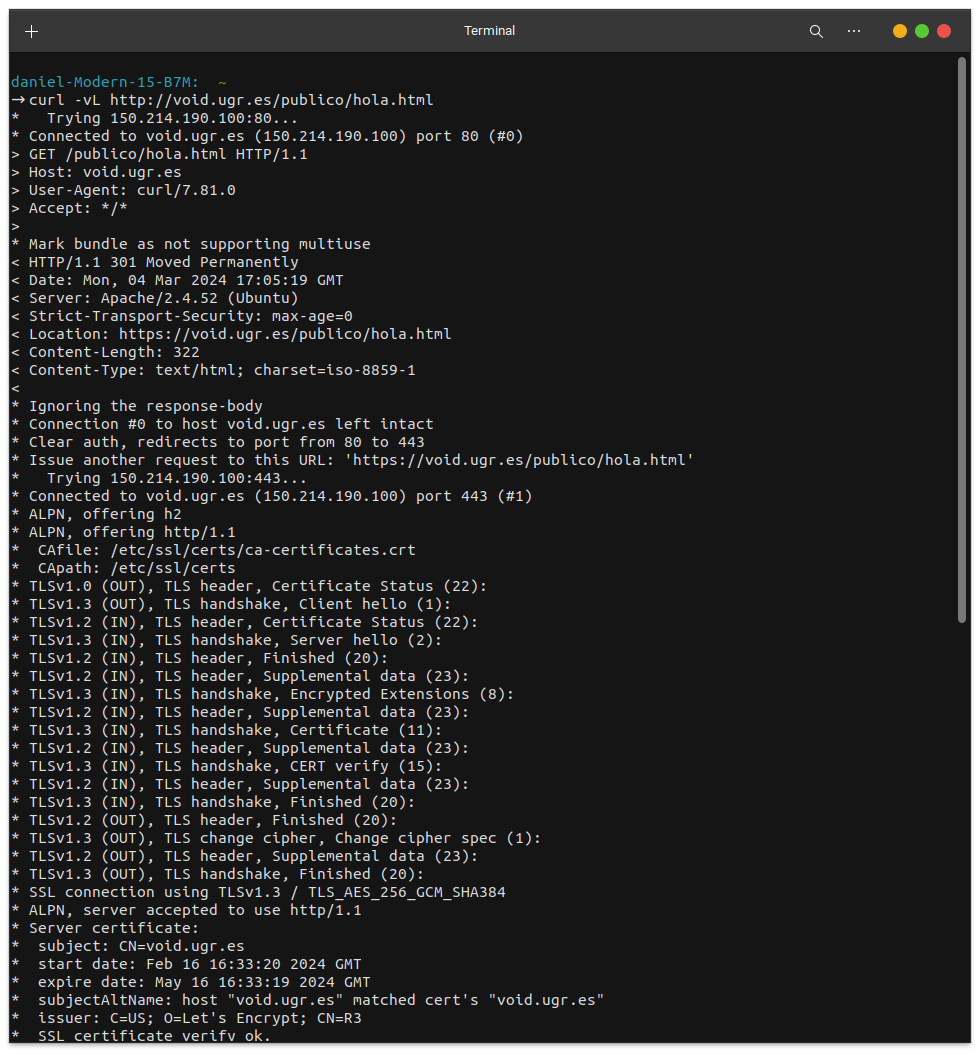 Terminal
daniel-Modern-15-B7M:  ~
→curl -vL http://void.ugr.es/publico/hola.html
*   Trying 150.214.190.100:80...
* Connected to void.ugr.es (150.214.190.100) port 80 (#0)
> GET /publico/hola.html HTTP/1.1
> Host: void.ugr.es
> User-Agent: curl/7.81.0
> Accept: */*
>
* Mark bundle as not supporting multiuse
< HTTP/1.1 301 Moved Permanently
< Date: Mon, 04 Mar 2024 17:05:19 GMT
< Server: Apache/2.4.52 (Ubuntu)
< Strict-Transport-Security: max-age=0
< Location: https://void.ugr.es/publico/hola.html
< Content-Length: 322
< Content-Type: text/html; charset=iso-8859-1
<
* Ignoring the response-body
* Connection #0 to host void.ugr.es left intact
* Clear auth, redirects to port from 80 to 443
* Issue another request to this URL: 'https://void.ugr.es/publico/hola.html'
*   Trying 150.214.190.100:443...
* Connected to void.ugr.es (150.214.190.100) port 443 (#1)
* ALPN, offering h2
* ALPN, offering http/1.1
*  CAfile: /etc/ssl/certs/ca-certificates.crt
*  CApath: /etc/ssl/certs
* TLSv1.0 (OUT), TLS header, Certificate Status (22):
* TLSv1.3 (OUT), TLS handshake, Client hello (1):
* TLSv1.2 (IN), TLS header, Certificate Status (22):
* TLSv1.3 (IN), TLS handshake, Server hello (2):
* TLSv1.2 (IN), TLS header, Finished (20):
* TLSv1.2 (IN), TLS header, Supplemental data (23):
* TLSv1.3 (IN), TLS handshake, Encrypted Extensions (8):
* TLSv1.2 (IN), TLS header, Supplemental data (23):
* TLSv1.3 (IN), TLS handshake, Certificate (11):
* TLSv1.2 (IN), TLS header, Supplemental data (23):
* TLSv1.3 (IN), TLS handshake, CERT verify (15):
* TLSv1.2 (IN), TLS header, Supplemental data (23):
* TLSv1.3 (IN), TLS handshake, Finished (20):
* TLSv1.2 (OUT), TLS header, Finished (20):
* TLSv1.3 (OUT), TLS change cipher, Change cipher spec (1):
* TLSv1.2 (OUT), TLS header, Supplemental data (23):
* TLSv1.3 (OUT), TLS handshake, Finished (20):
* SSL connection using TLSv1.3 / TLS_AES_256_GCM_SHA384
* ALPN, server accepted to use http/1.1
* Server certificate:
*  subject: CN=void.ugr.es
*  start date: Feb 16 16:33:20 2024 GMT
*  expire date: May 16 16:33:19 2024 GMT
*  subjectAltName: host "void.ugr.es" matched cert's "void.ugr.es"
*  issuer: C=US; O=Let's Encrypt; CN=R3
*  SSL certificate verify ok.